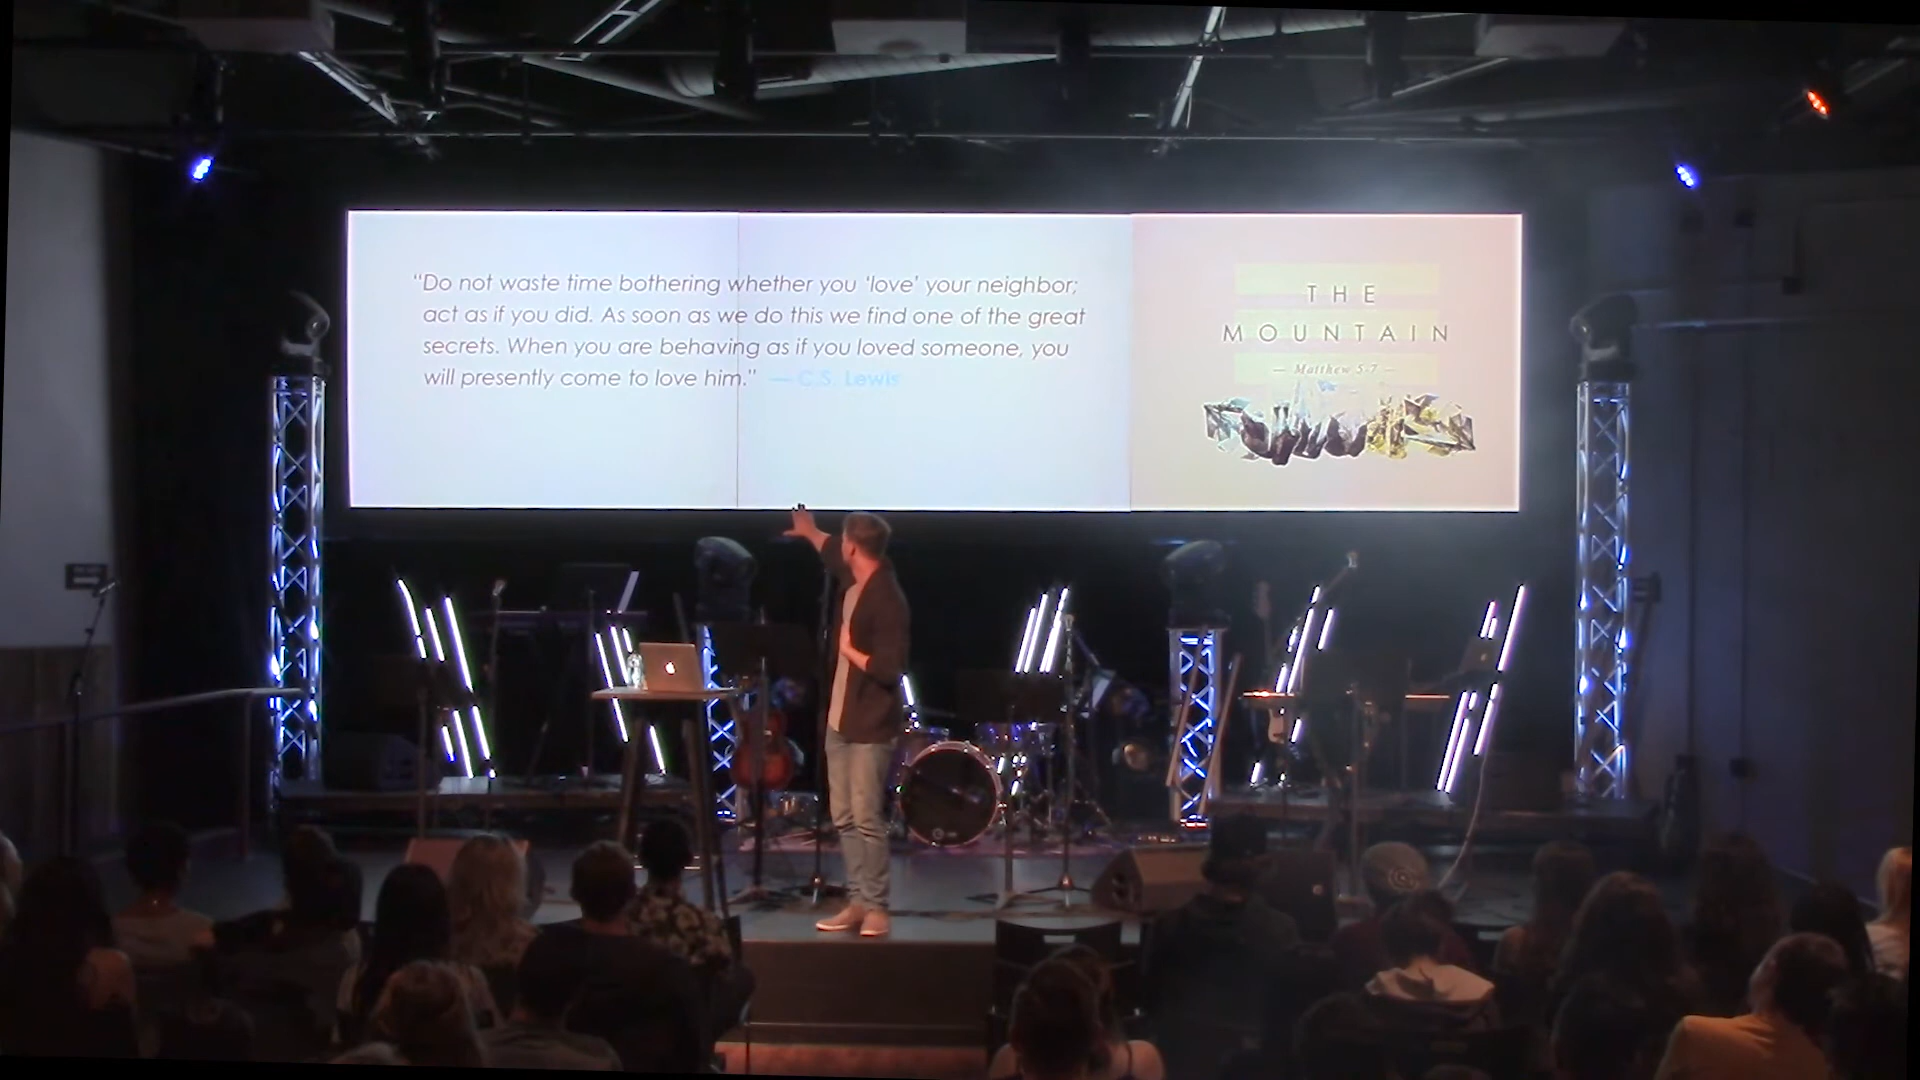 “Do not waste time bothering whether you ‘love’ your neighbor;
act as if you did. As soon as we do this we find one of the great
secrets. When you are behaving as if you loved someone, you
will presently come to love him.” — C.S. Lewis
THE
MOUNTAIN
— Matthew 5-7 —